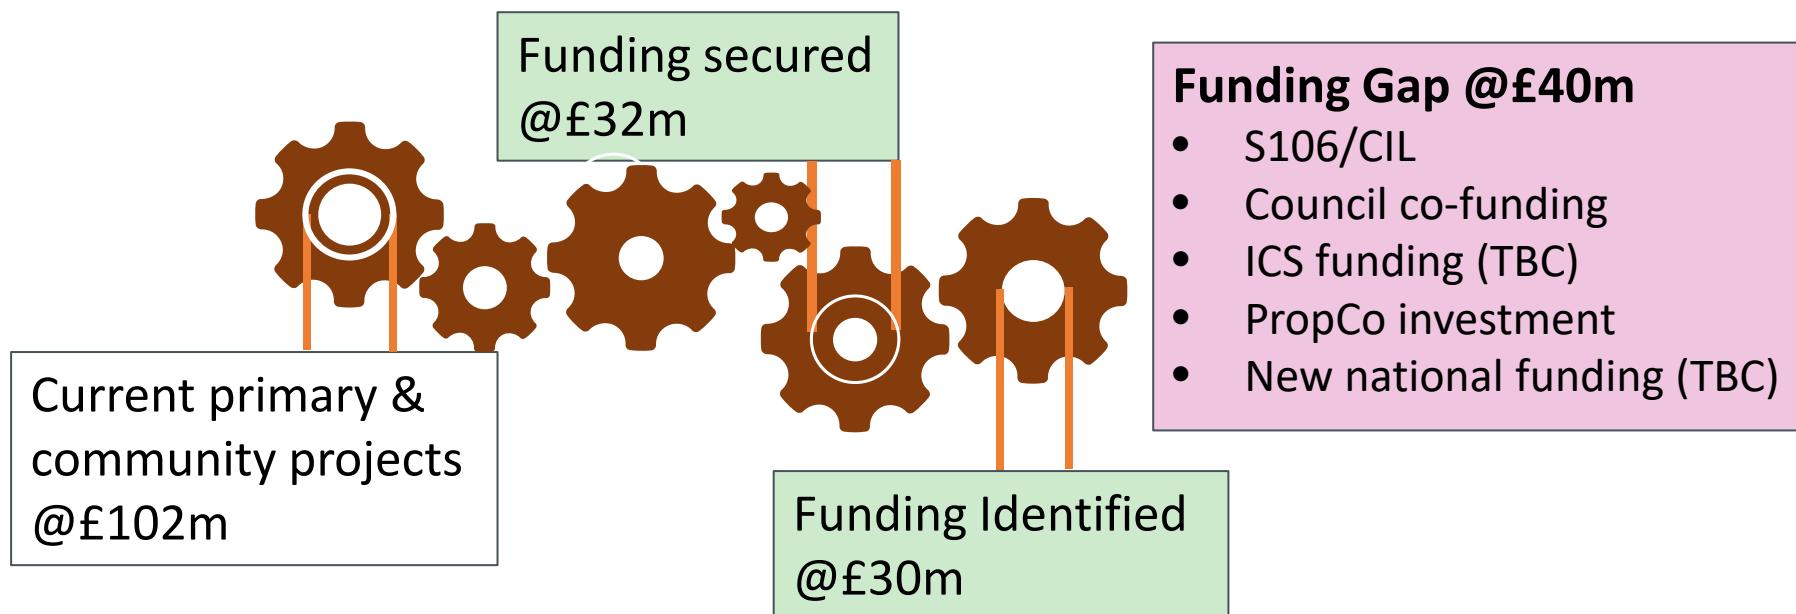 Funding secured
@£32m
Funding Gap @£40m
• S106/CIL
• Council co-funding
• ICS funding (TBC)
• PropCo investment
• New national funding (TBC)
Current primary &
community projects
@£102m
Funding Identified
@£30m